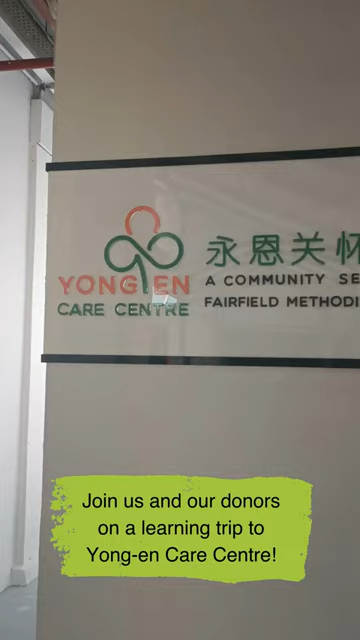 YONG-EN
CARE CENTRE
永恩关怀
A COMMUNITY SE
FAIRFIELD METHODI
Join us and our donors
on a learning trip to
Yong-en Care Centre!